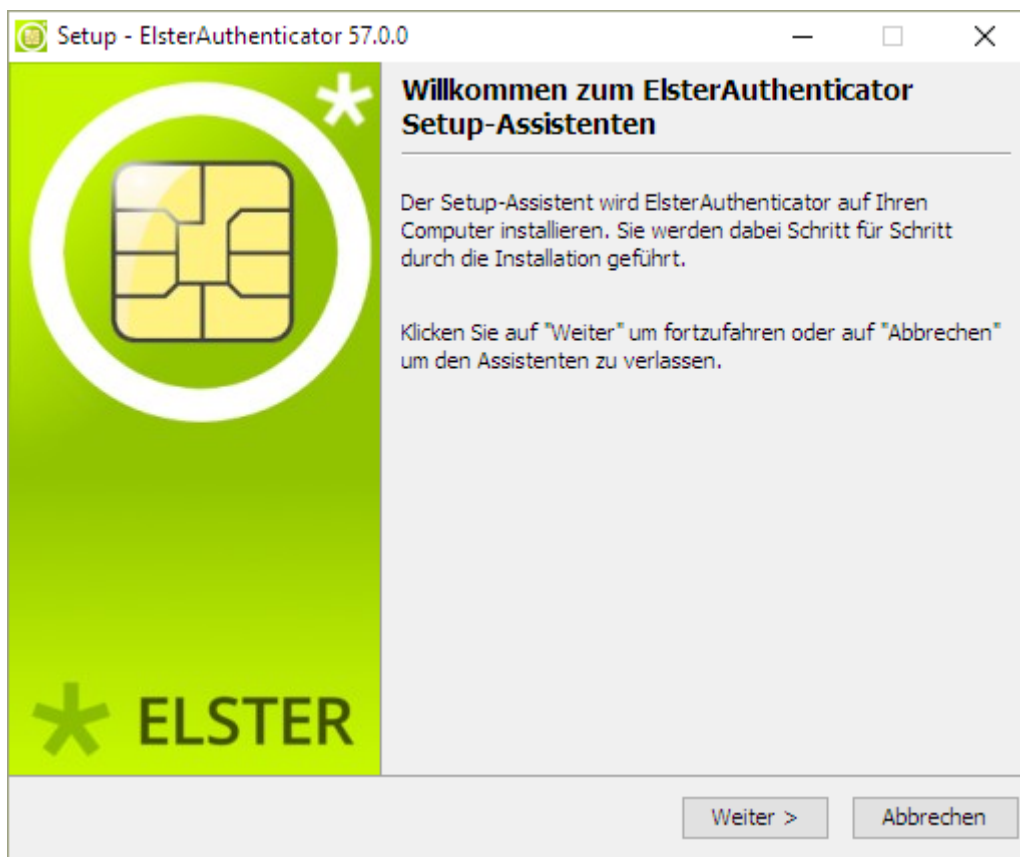 Setup - ElsterAuthenticator 57.0.0
Willkommen zum ElsterAuthenticator
Setup-Assistenten
Der Setup-Assistent wird ElsterAuthenticator auf Ihren
Computer installieren. Sie werden dabei Schritt für Schritt
durch die Installation geführt.
Klicken Sie auf "Weiter" um fortzufahren oder auf "Abbrechen"
um den Assistenten zu verlassen.
ELSTER
Weiter >
Abbrechen